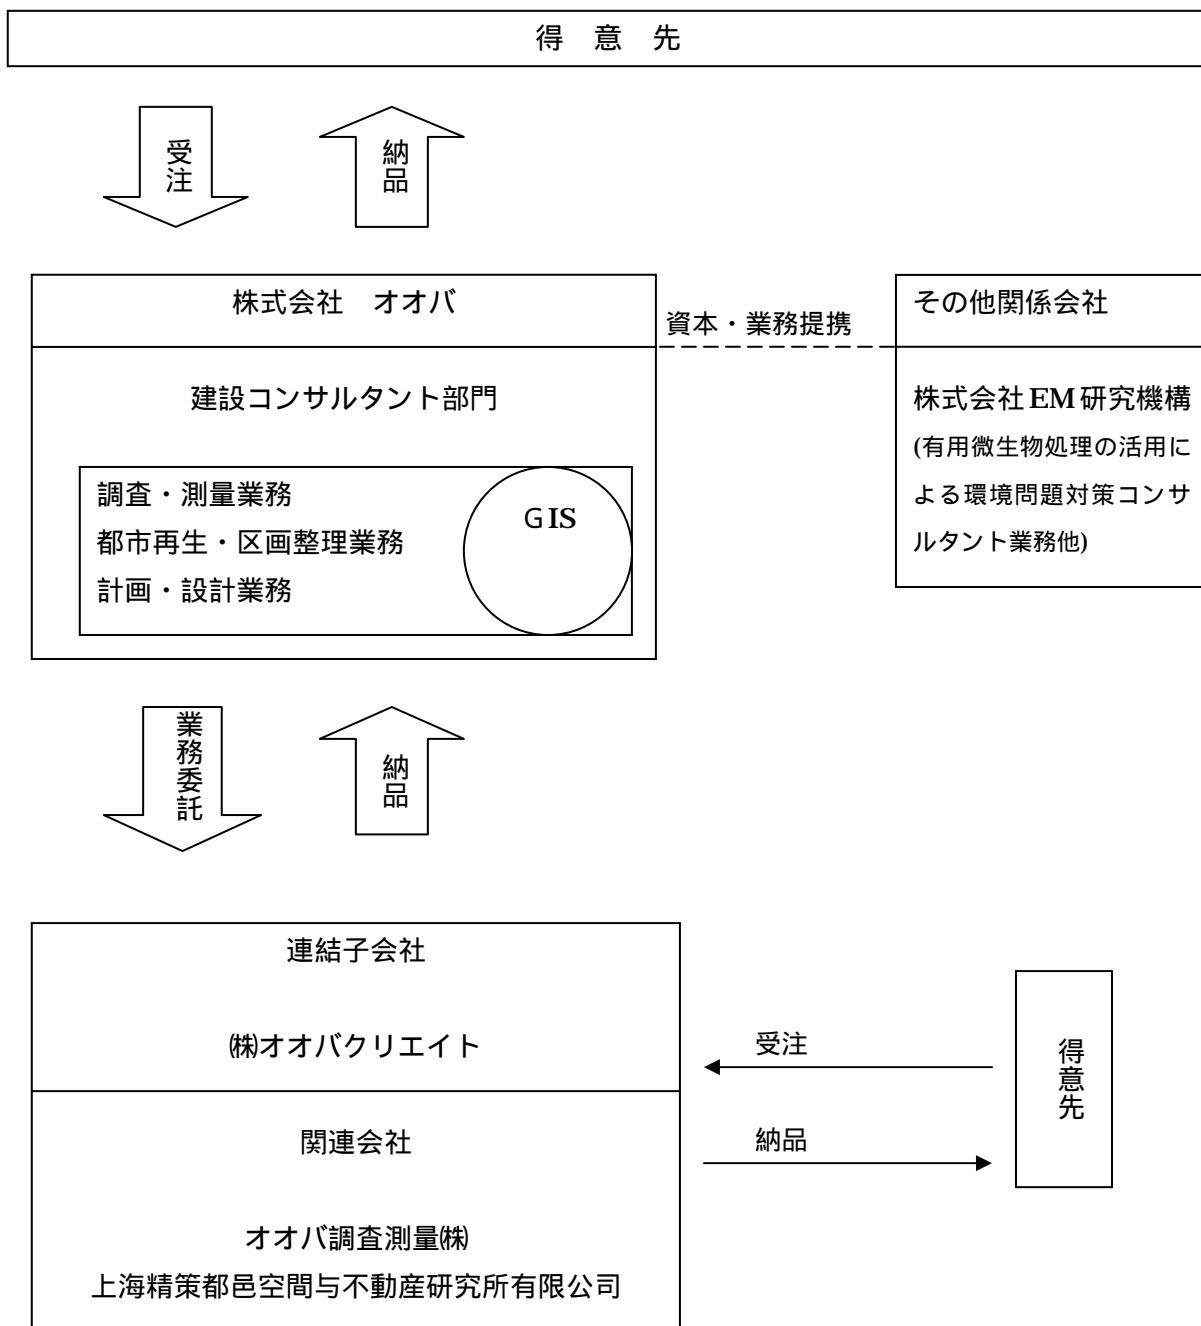 得　意　先
受注
納品
株式会社　オオバ
資本・業務提携
その他関係会社
建設コンサルタント部門
調査・測量業務
都市再生・区画整理業務
計画・設計業務
ＧIS
株式会社EM研究機構
(有用微生物処理の活用に
よる環境問題対策コンサ
ルタント業務他)
業務委託
納品
連結子会社
㈱オオバクリエイト
関連会社
オオバ調査測量㈱
上海精策都邑空間与不動産研究所有限公司
受注
納品
得意先